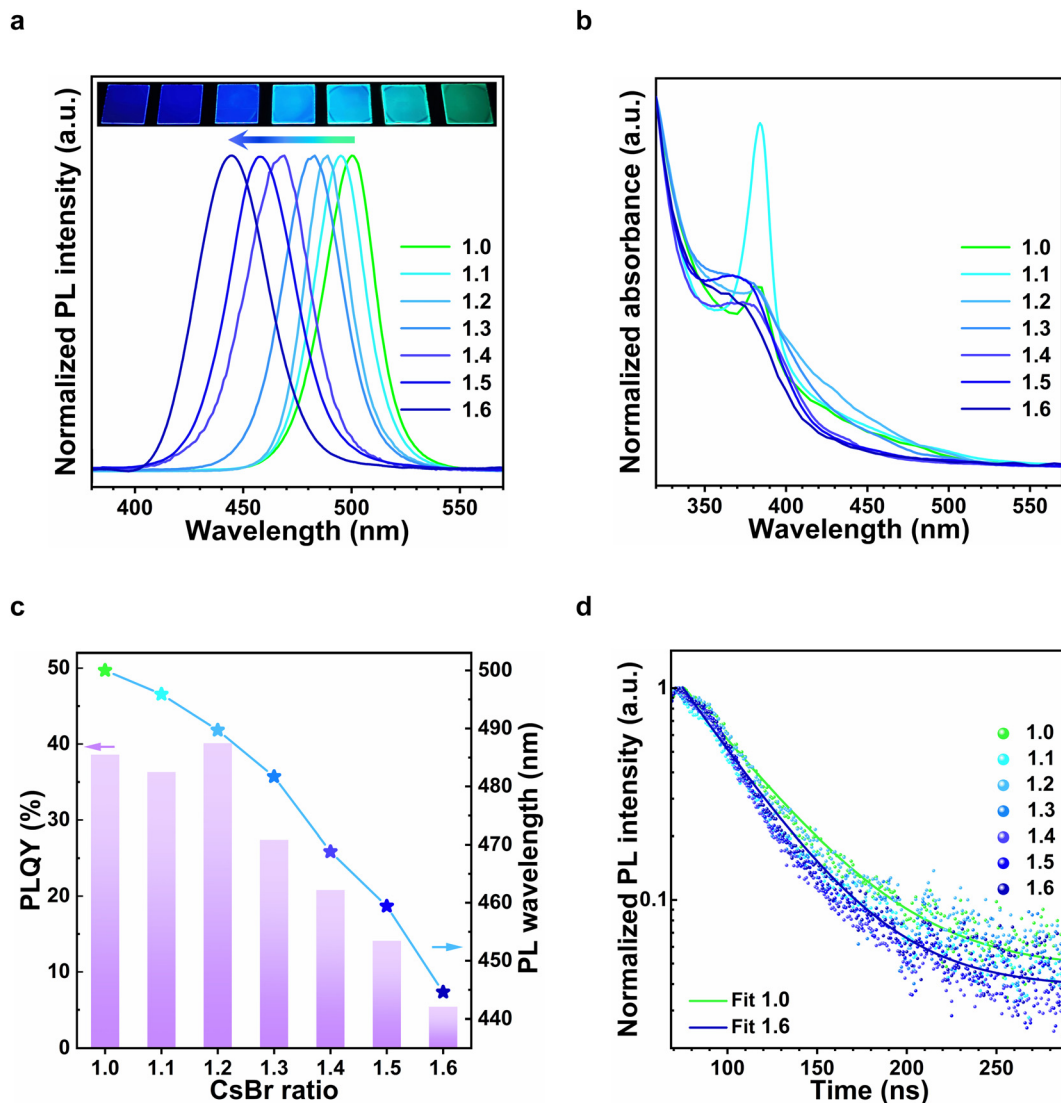 a
Normalized PL intensity (a.u.)
1.0
1.1
1.2
1.3
1.4
1.5
1.6
400 450 500 550
Wavelength (nm)
b
Normalized absorbance (a.u.)
1.0
1.1
1.2
1.3
1.4
1.5
1.6
350 400 450 500 550
Wavelength (nm)
c
PLQY (%)
50
40
30
20
10
0
PL wavelength (nm)
500
490
480
470
460
450
440
1.0 1.1 1.2 1.3 1.4 1.5 1.6
CsBr ratio
d
Normalized PL intensity (a.u.)
1
0.1
1.0
1.1
1.2
1.3
1.4
1.5
1.6
Fit 1.0
Fit 1.6
100 150 200 250
Time (ns)